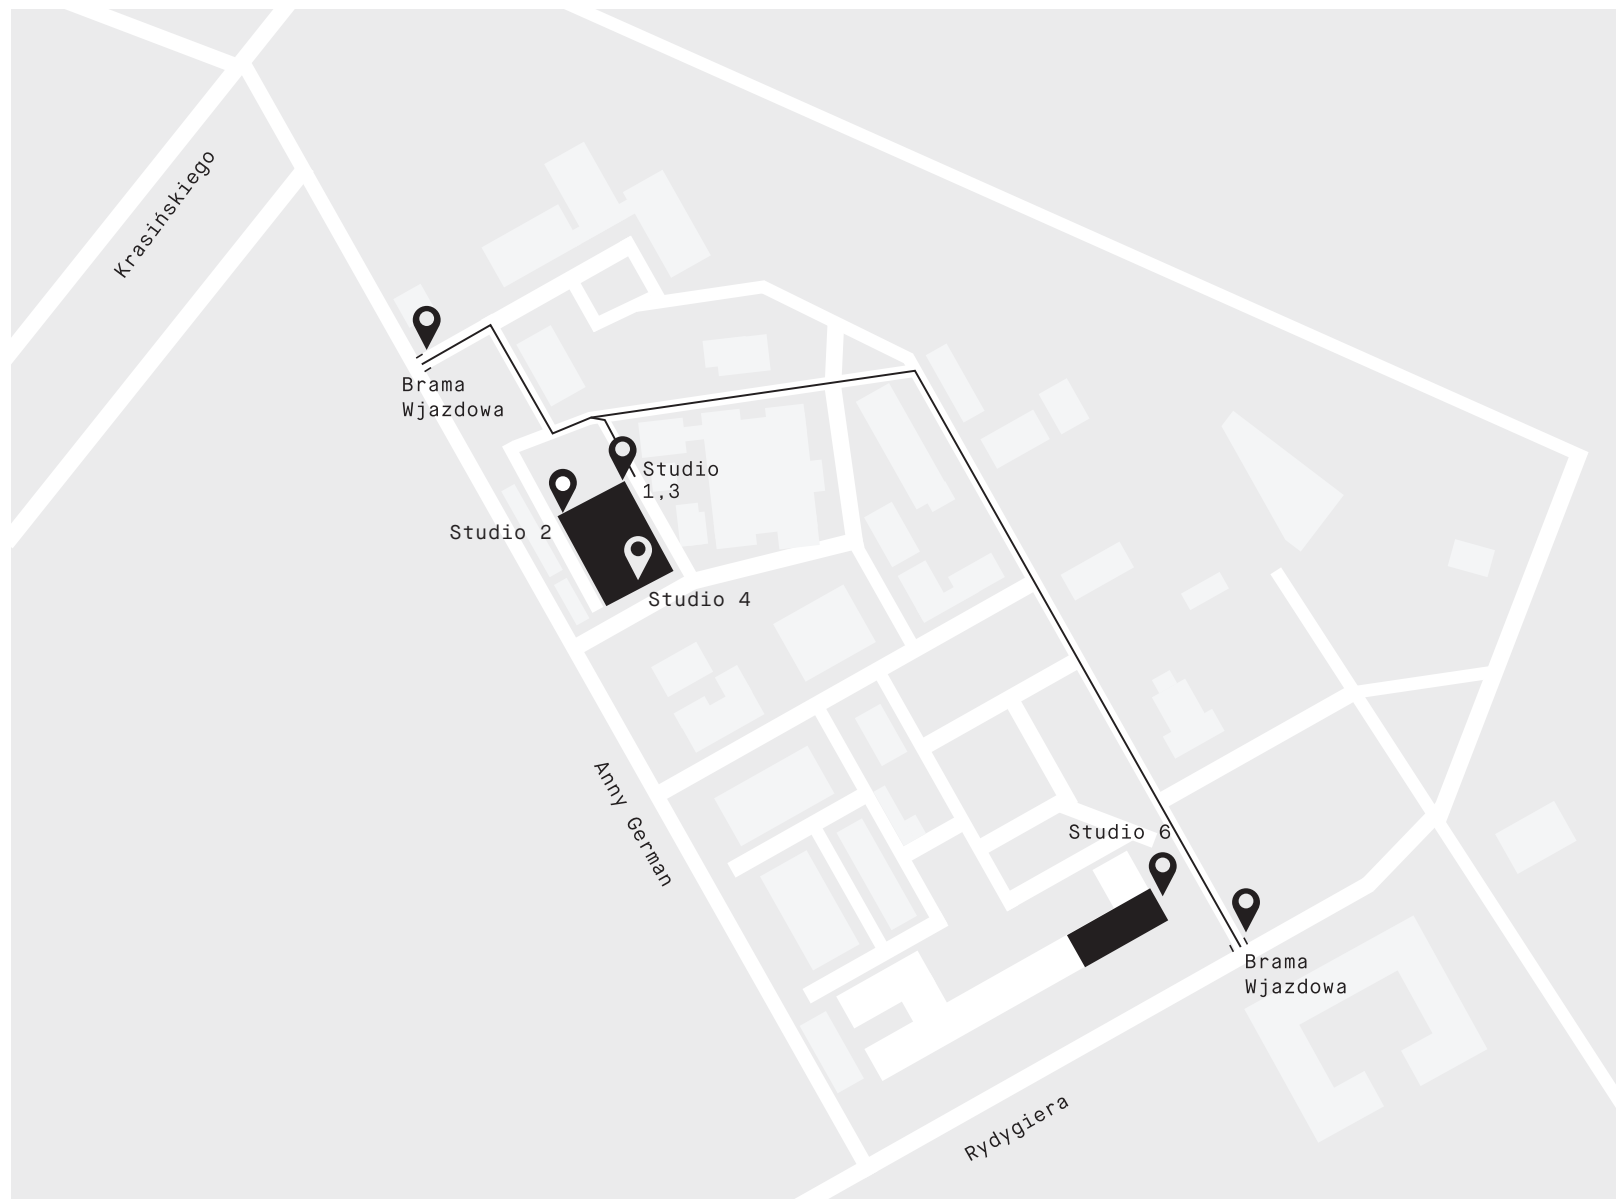 Krasińskiego
Brama
Wjazdowa
Studio
1,3
Studio 2
Studio 4
Anny German
Studio 6
Brama
Wjazdowa
Rydygiera